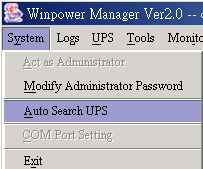 Winpower Manager Ver2.0 --
System Logs UPS Tools
Act as Administrator
Modify Administrator Password
Auto Search UPS
COM Port Setting
Exit